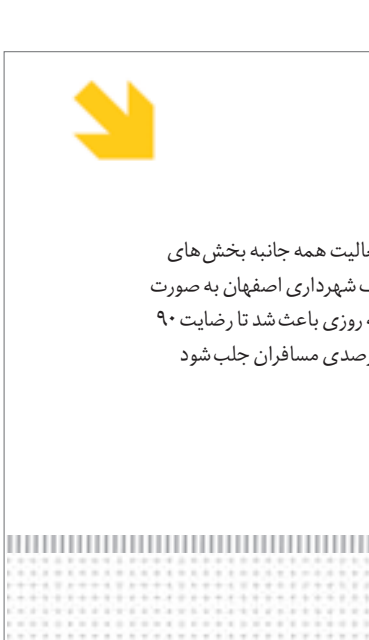 همه جانبه بخش‌های
شهرداری اصفهان به صورت
روزی باعث شد تا رضایت ۹۰
مسافران جلب شود